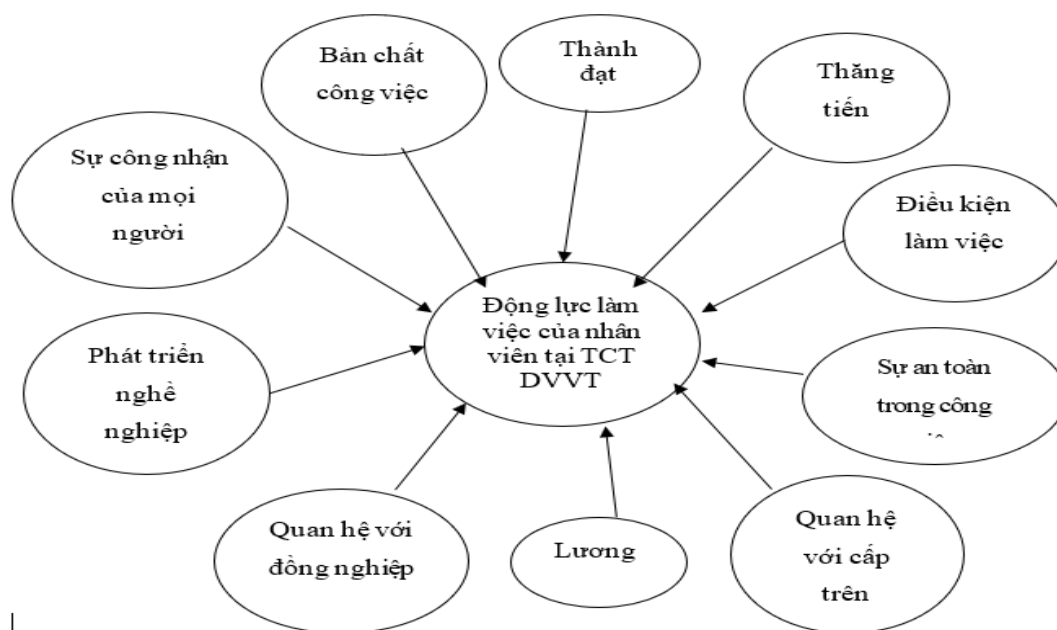 Bản chất
công việc
Thành
đạt
Thăng
tiến
Sự công nhận
của mọi
người
Điều kiện
làm việc
Động lực làm
việc của nhân
viên tại TCT
DVVT
Phát triển
nghề
nghiệp
Sự an toàn
trong công
Quan hệ với
đồng nghiệp
Lương
Quan hệ
với cấp
trên